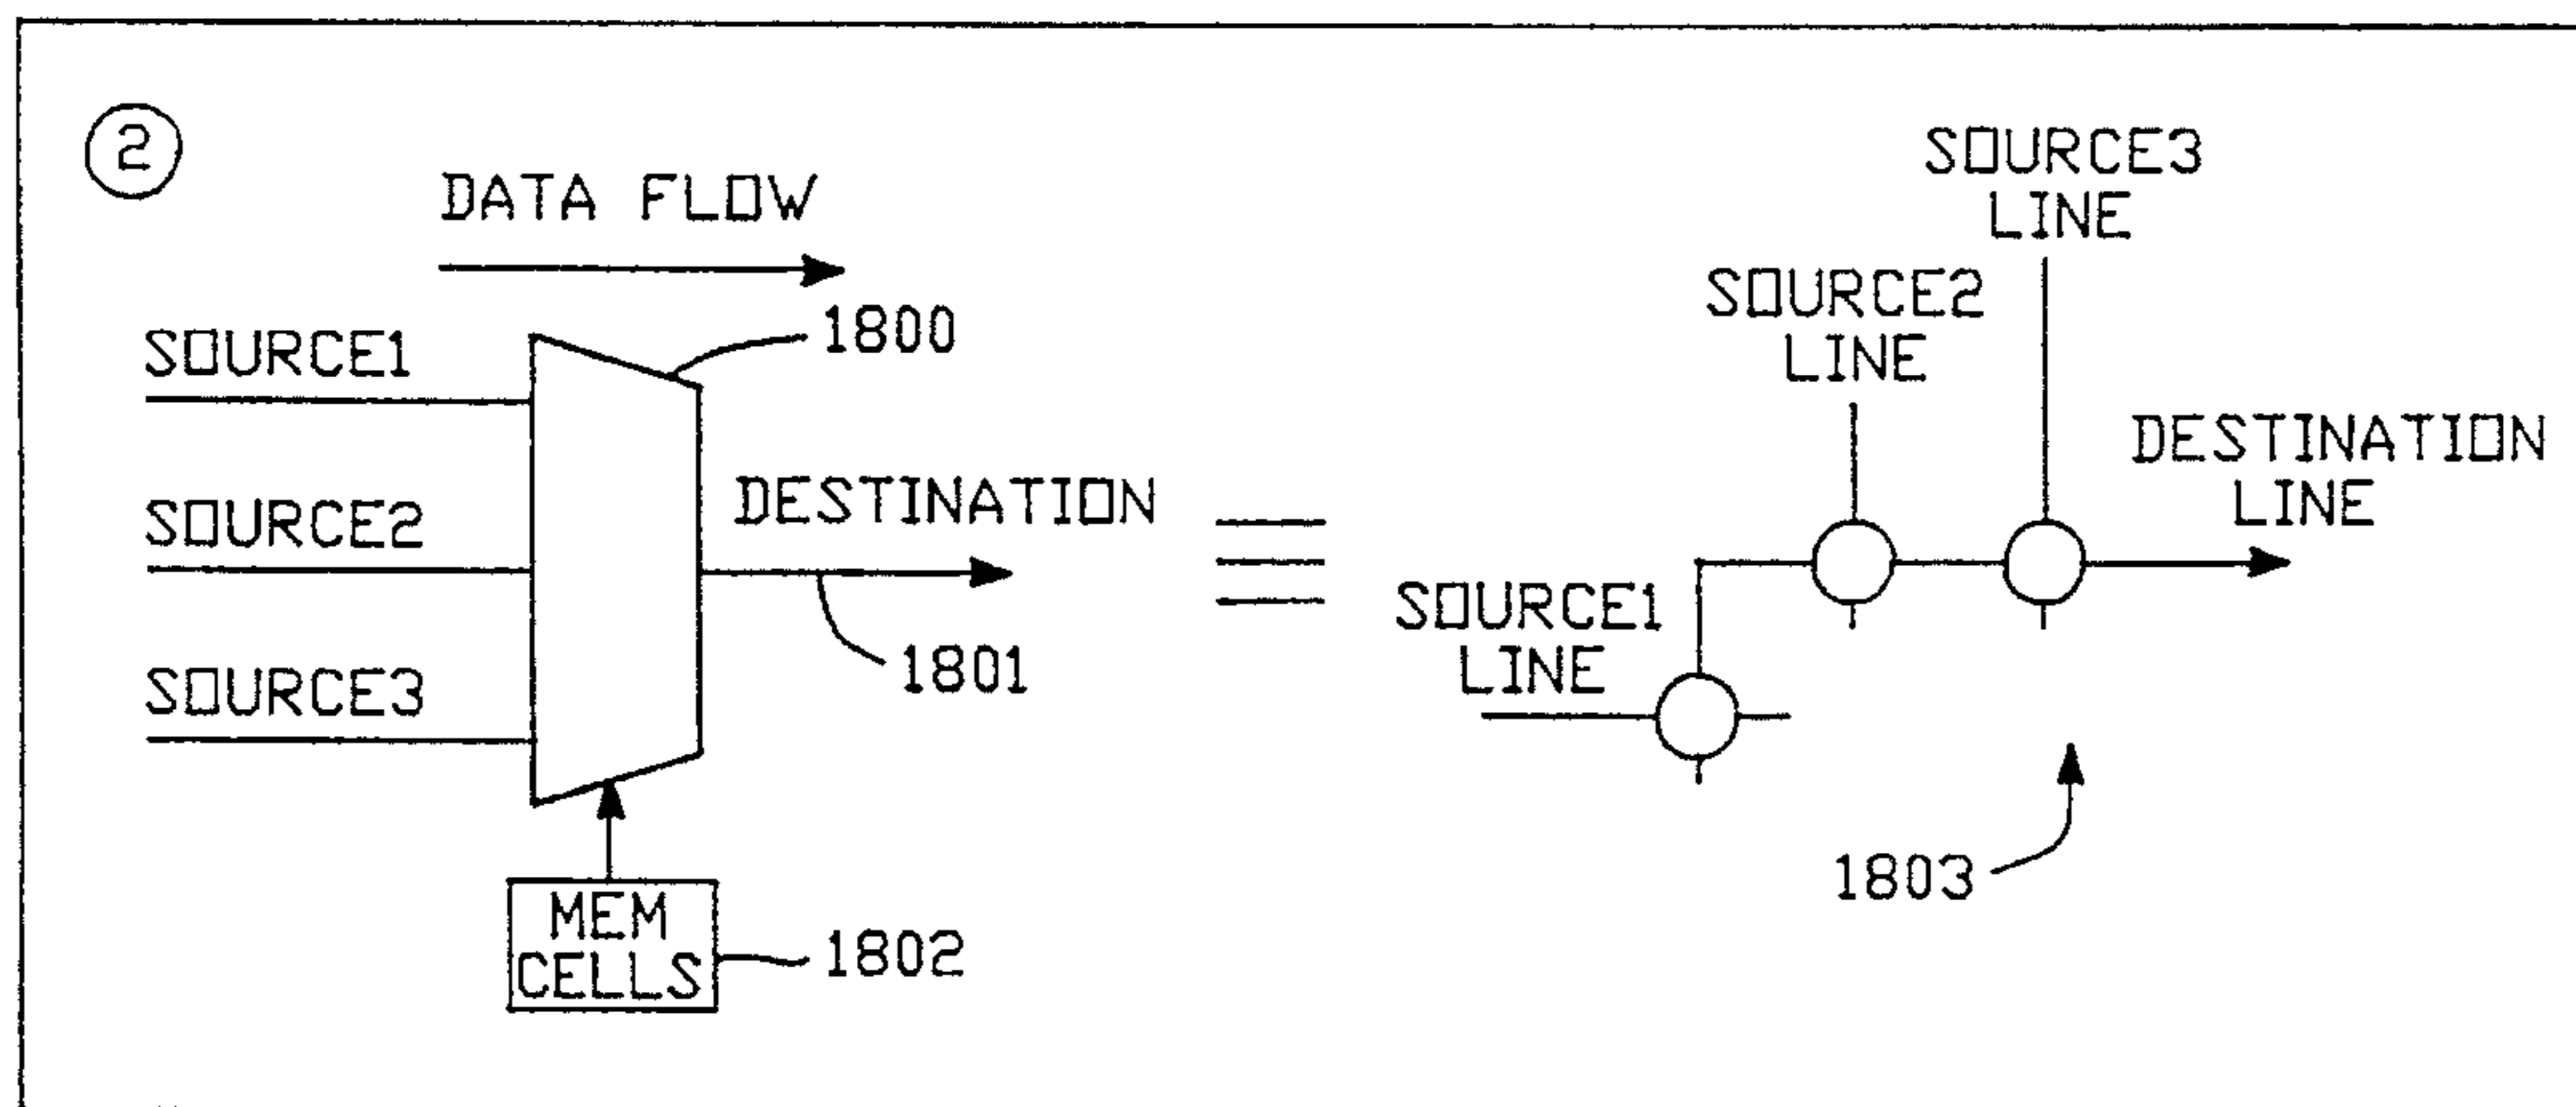 2
DATA FLOW
1800
SOURCE1
SOURCE2
SOURCE3
DESTINATION
1801
MEM
CELLS
1802
SOURCE3
LINE
SOURCE2
LINE
DESTINATION
LINE
SOURCE1
LINE
1803